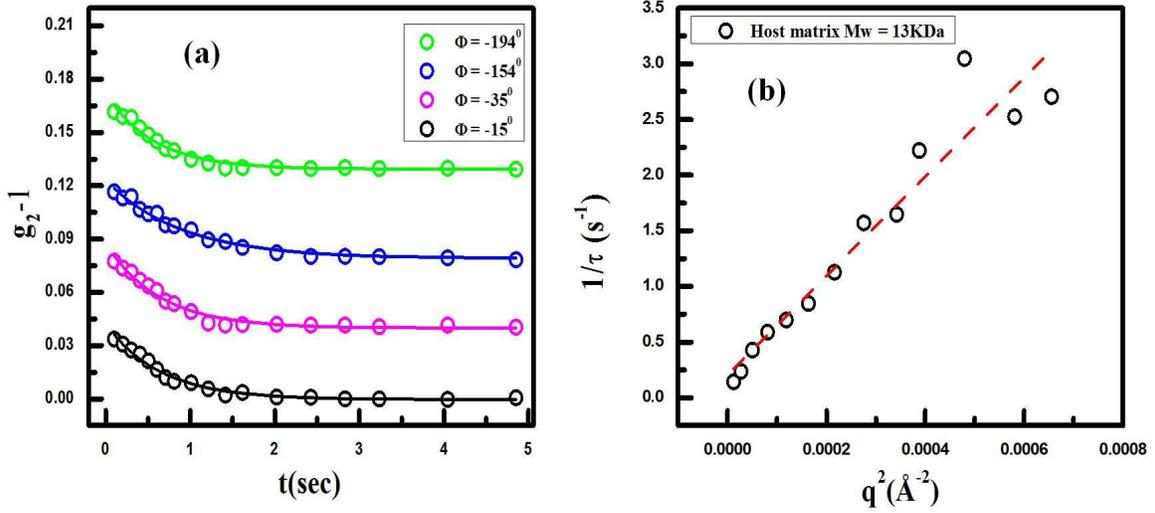 (a)
Φ = -194⁰
Φ = -154⁰
Φ = -35⁰
Φ = -15⁰
0.21
0.18
0.15
0.12
0.09
0.06
0.03
0.00
g₂-1
0 1 2 3 4 5
t(sec)
Host matrix Mw = 13KDa
(b)
3.5
3.0
2.5
2.0
1.5
1.0
0.5
0.0
1/τ (s⁻¹)
0.0000 0.0002 0.0004 0.0006 0.0008
q²(Å⁻²)